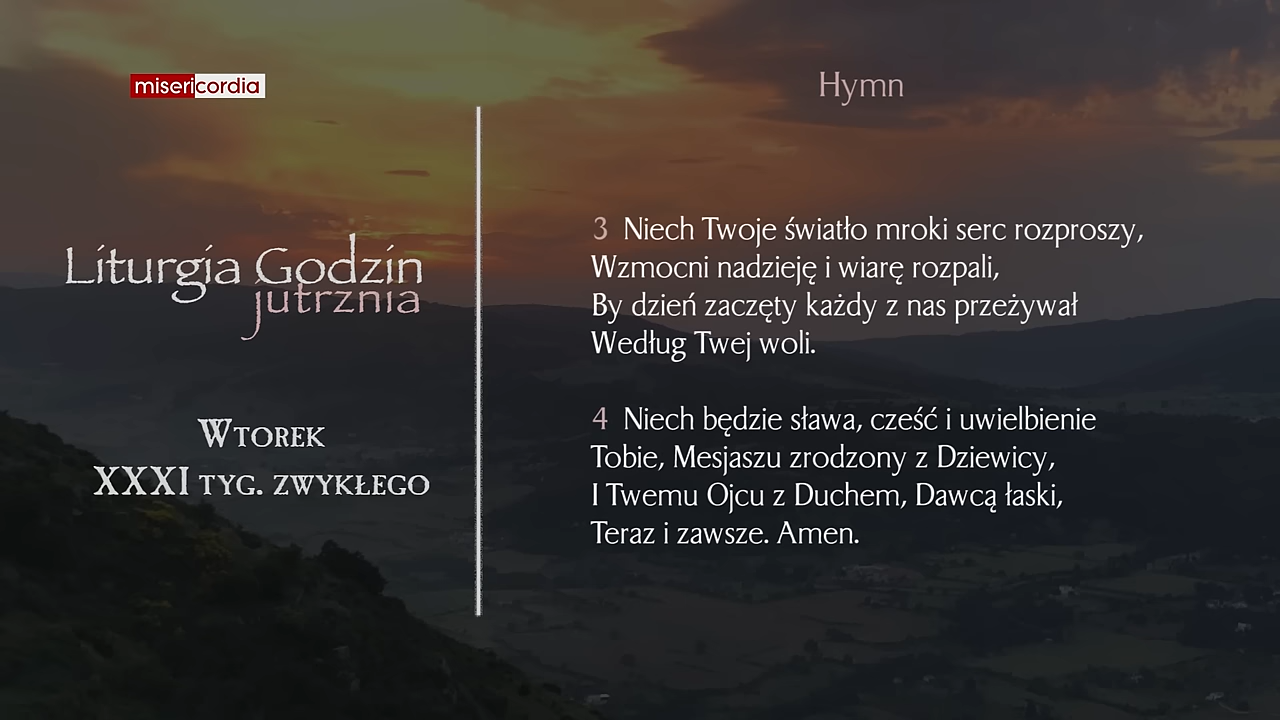 misericordia
Liturgia Godzin
jutrznia
Wtorek
XXXI tyg. zwykłego
Hymn
3 Niech Twoje światło mroki serc rozproszy,
Wzmocni nadzieję i wiarę rozpali,
By dzień zaczęty każdy z nas przeżywał
Według Twej woli.
4 Niech będzie sława, cześć i uwielbienie
Tobie, Mesjaszu zrodzony z Dziewicy,
I Twemu Ojcu z Duchem, Dawcą łaski,
Teraz i zawsze. Amen.